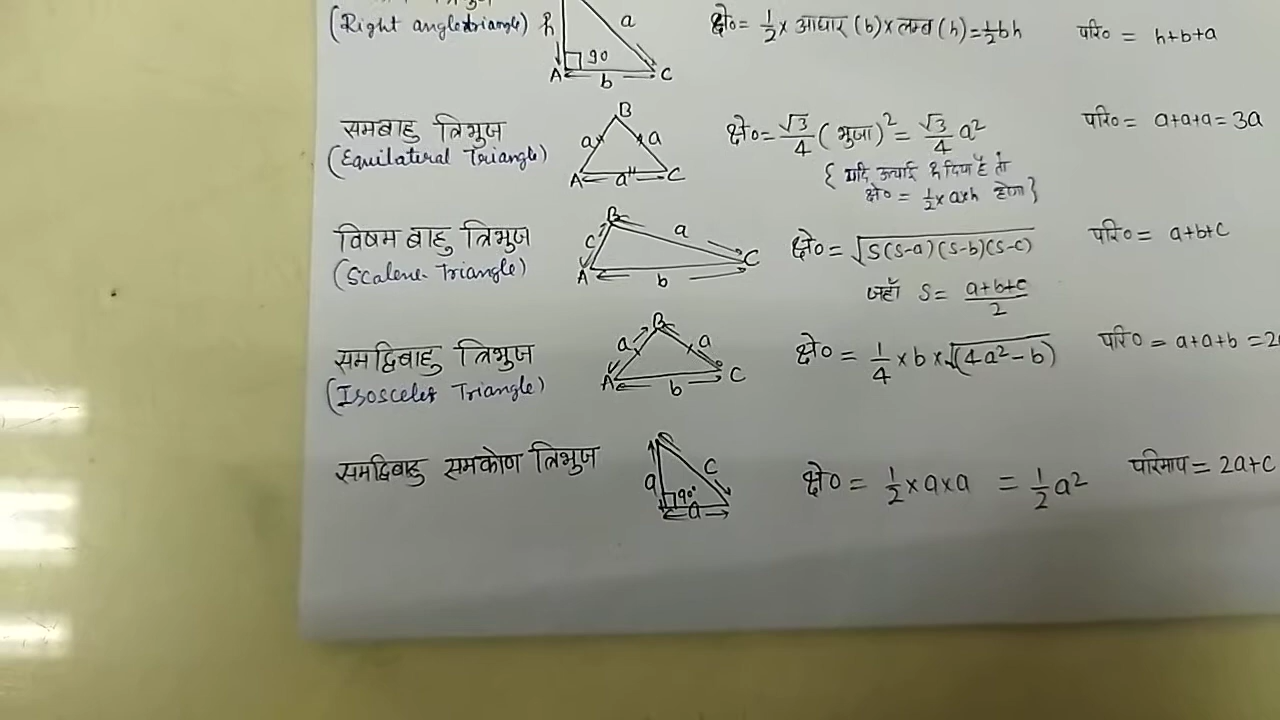 त्रिभुज
(Right angle triangle) h a 90 A b C क्षे० = 1/2 × आधार (b) × लम्ब (h) = 1/2 bh परि० = h+b+a
समबाहु त्रिभुज B a a A a C क्षे० = √3/4 (भुजा)² = √3/4 a² परि० = a+a+a = 3a
(Equilateral Triangle) { यदि ऊचाई h दिया है तो
क्षे० = 1/2 × a×h होगा }
विषम बाहु त्रिभुज B c a A b C क्षे० = √S(S-a)(S-b)(S-c) परि० = a+b+c
(Scalene Triangle) जहाँ S = a+b+c/2
समद्विबाहु त्रिभुज B a a A b C क्षे० = 1/4 × b × √(4a²-b) परि० = a+a+b = 2
(Isosceles Triangle)
समद्विबाहु समकोण त्रिभुज a c 90° a क्षे० = 1/2 × a×a = 1/2 a² परिमाप = 2a+c